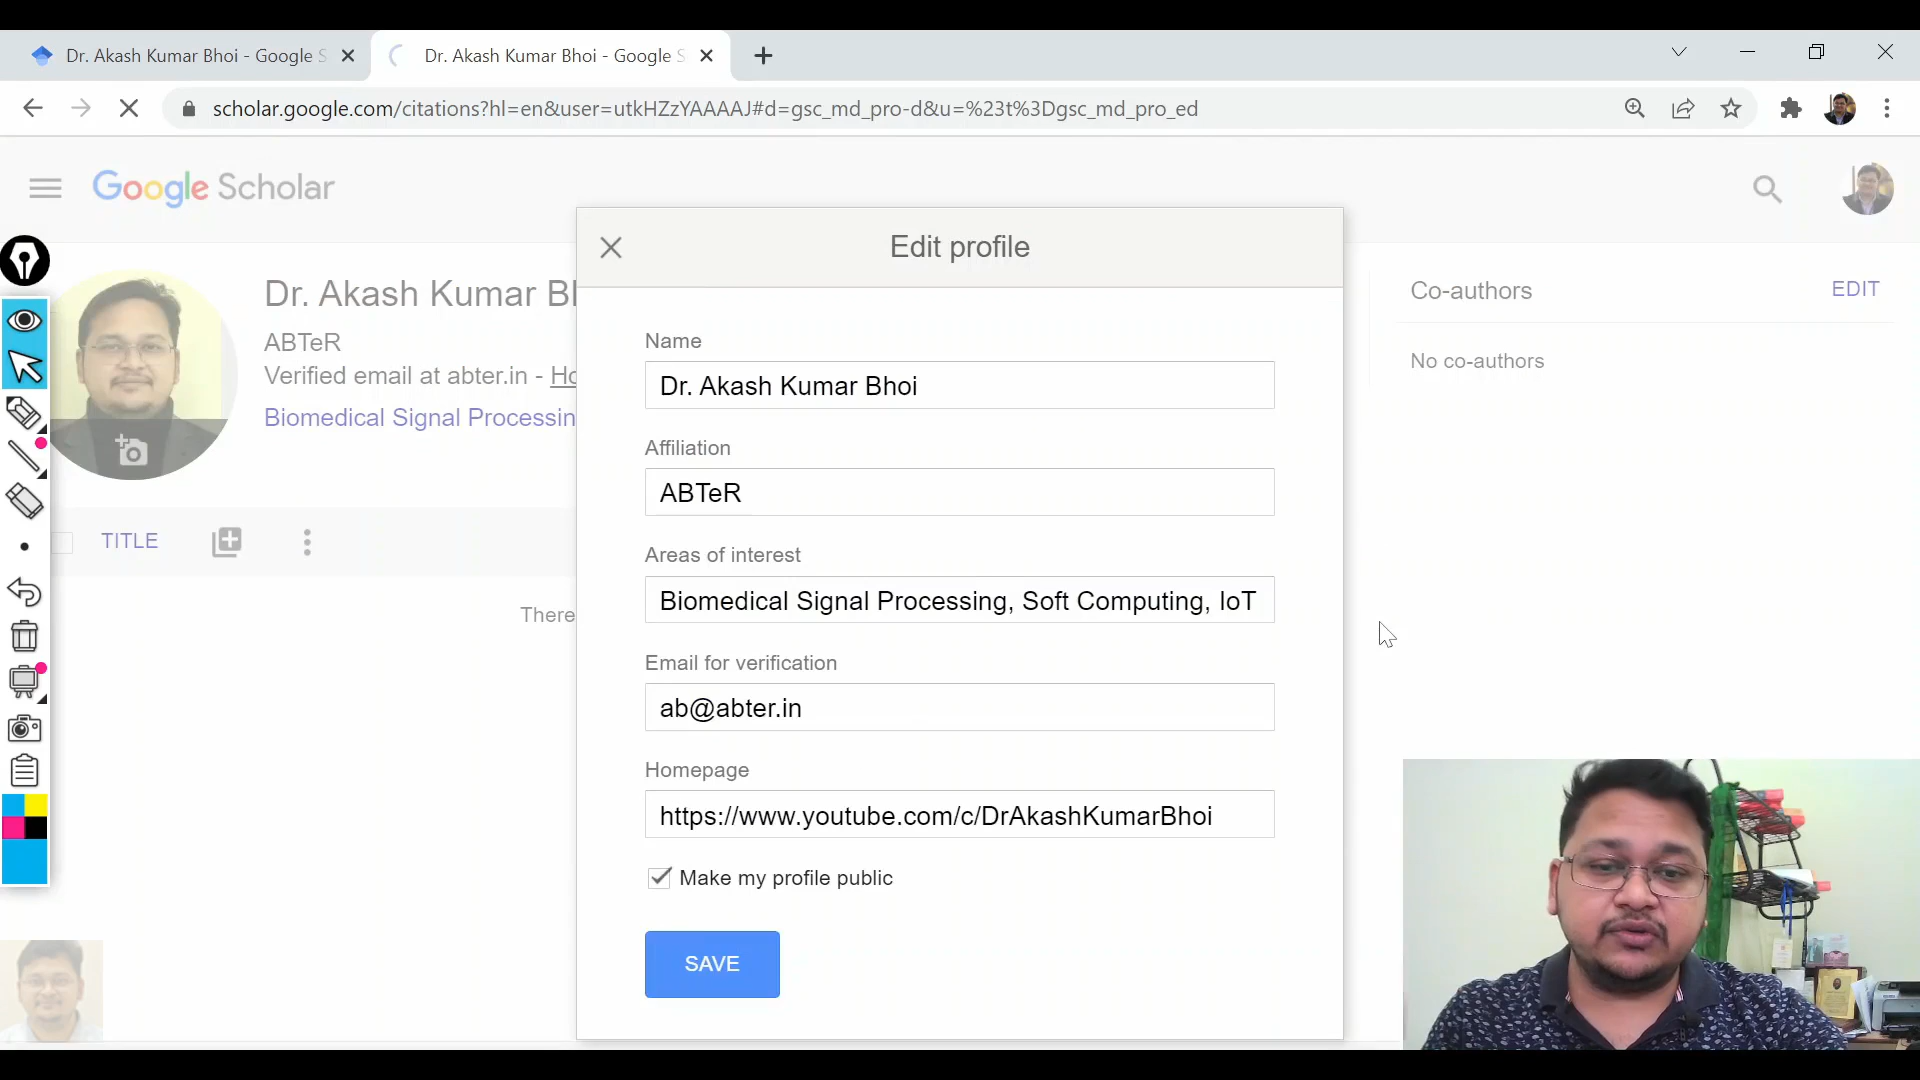 Dr. Akash Kumar Bhoi - Google S
Dr. Akash Kumar Bhoi - Google S
scholar.google.com/citations?hl=en&user=utkHZzYAAAAJ#d=gsc_md_pro-d&u=%23t%3Dgsc_md_pro_ed
Google Scholar
Edit profile
Dr. Akash Kumar Bh
ABTeR
Verified email at abter.in - Ho
Biomedical Signal Processin
Co-authors
EDIT
No co-authors
Name
Dr. Akash Kumar Bhoi
Affiliation
ABTeR
TITLE
Areas of interest
Biomedical Signal Processing, Soft Computing, IoT
There
Email for verification
ab@abter.in
Homepage
https://www.youtube.com/c/DrAkashKumarBhoi
Make my profile public
SAVE